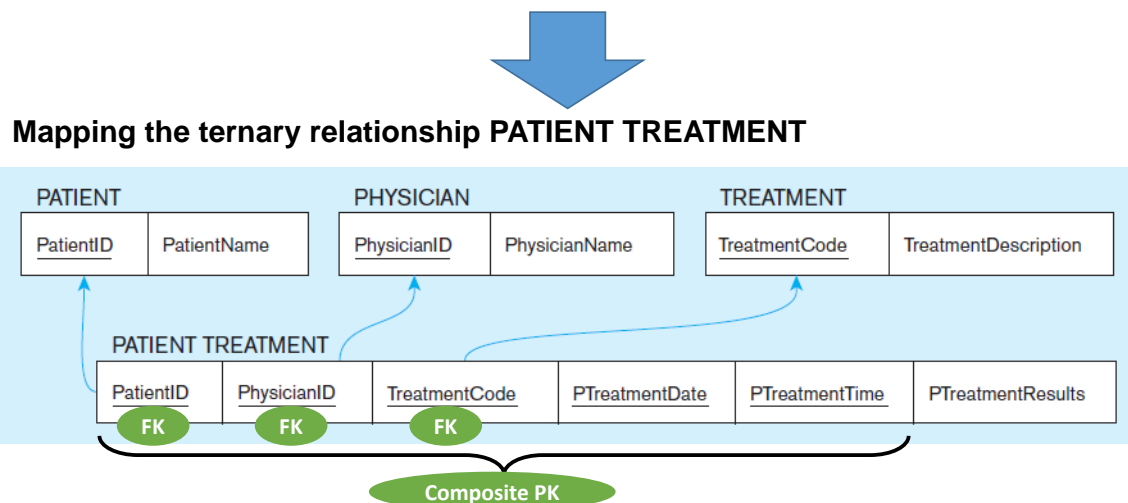 Mapping the ternary relationship PATIENT TREATMENT
PATIENT PHYSICIAN TREATMENT
PatientID PatientName PhysicianID PhysicianName TreatmentCode TreatmentDescription
PATIENT TREATMENT
PatientID PhysicianID TreatmentCode PTreatmentDate PTreatmentTime PTreatmentResults
FK FK FK
Composite PK